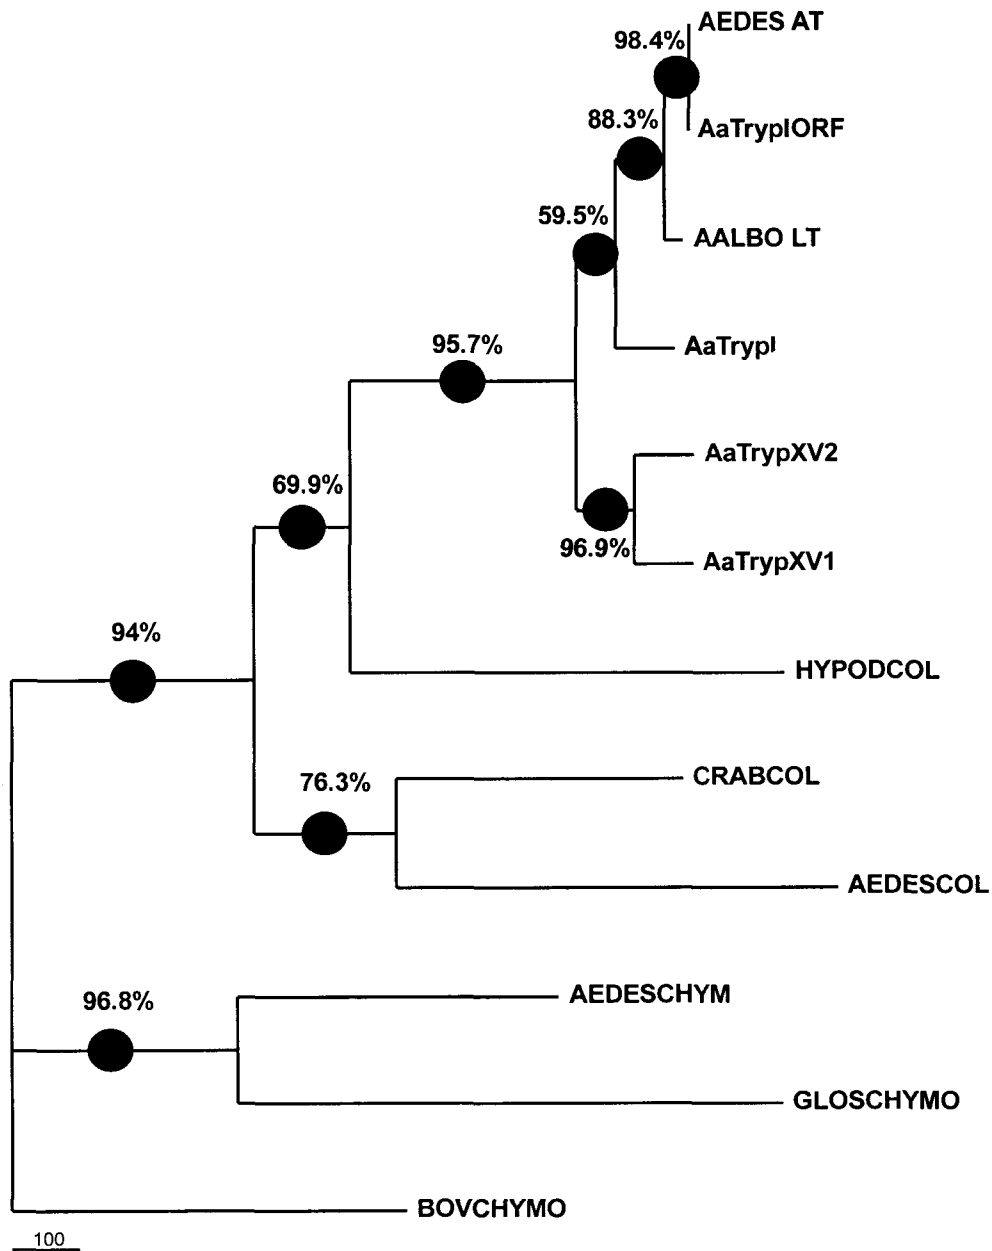 AEDES AT
98.4%
88.3%
AaTrypIORF
59.5%
AALBO LT
95.7%
AaTrypI
AaTrypXV2
69.9%
96.9%
AaTrypXV1
94%
HYPODCOL
76.3%
CRABCOL
AEDESCOL
96.8%
AEDESCHYM
GLOSCHYMO
BOVCHYMO
100